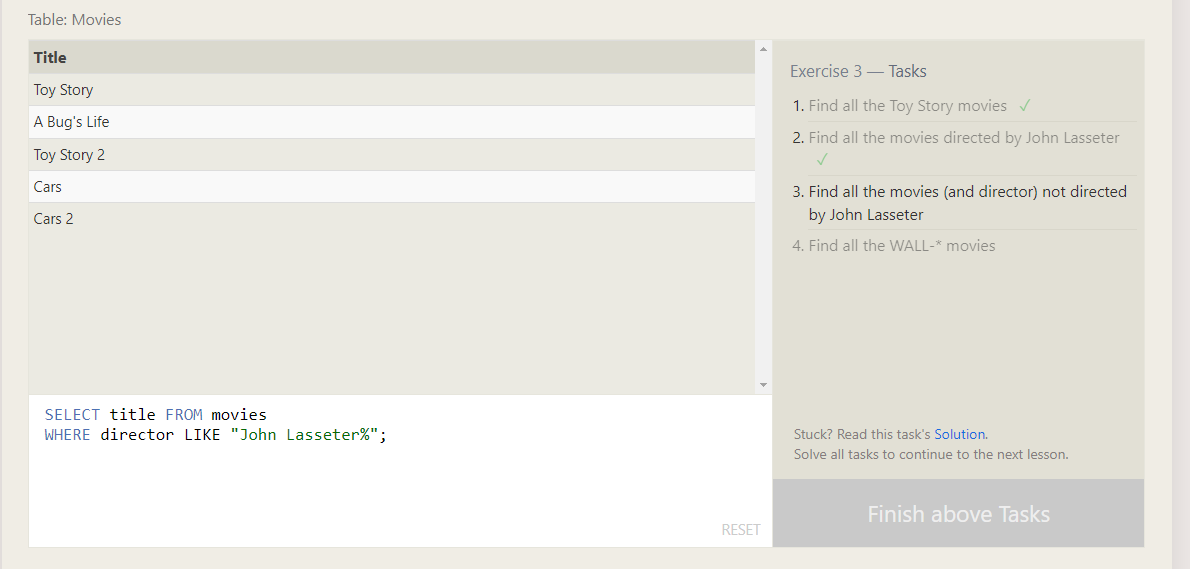 Table: Movies
Title
Toy Story
A Bug's Life
Toy Story 2
Cars
Cars 2
SELECT title FROM movies
WHERE director LIKE "John Lasseter%";
RESET
Exercise 3 — Tasks
1. Find all the Toy Story movies ✓
2. Find all the movies directed by John Lasseter
✓
3. Find all the movies (and director) not directed
by John Lasseter
4. Find all the WALL-* movies
Stuck? Read this task's Solution.
Solve all tasks to continue to the next lesson.
Finish above Tasks